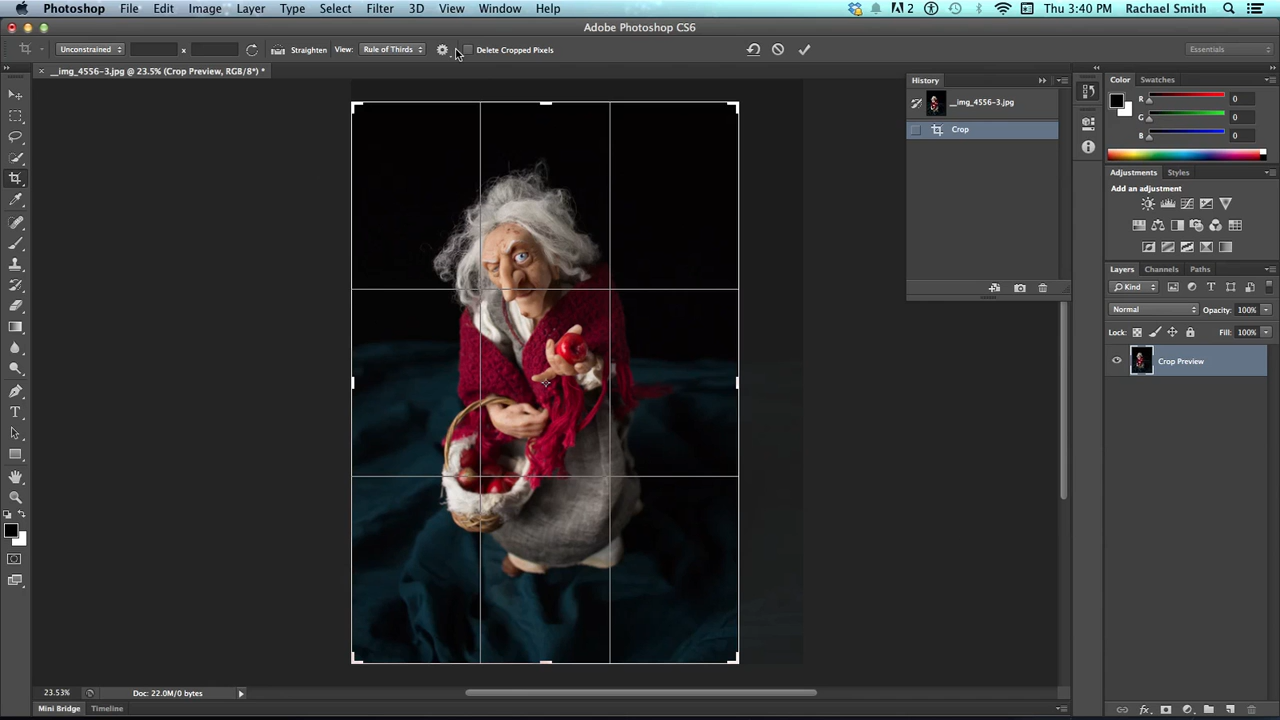 Photoshop File Edit Image Layer Type Select Filter 3D View Window Help 2 Thu 3:40 PM Rachael Smith
Adobe Photoshop CS6
Unconstrained x Straighten View: Rule of Thirds Delete Cropped Pixels Essentials
__img_4556-3.jpg @ 23.5% (Crop Preview, RGB/8*) *
History
__img_4556-3.jpg
Crop
Color Swatches
R 0
G 0
B 0
Adjustments Styles
Add an adjustment
Layers Channels Paths
Kind
Normal Opacity: 100%
Lock: Fill: 100%
Crop Preview
23.53% Doc: 22.0M/0 bytes
Mini Bridge Timeline